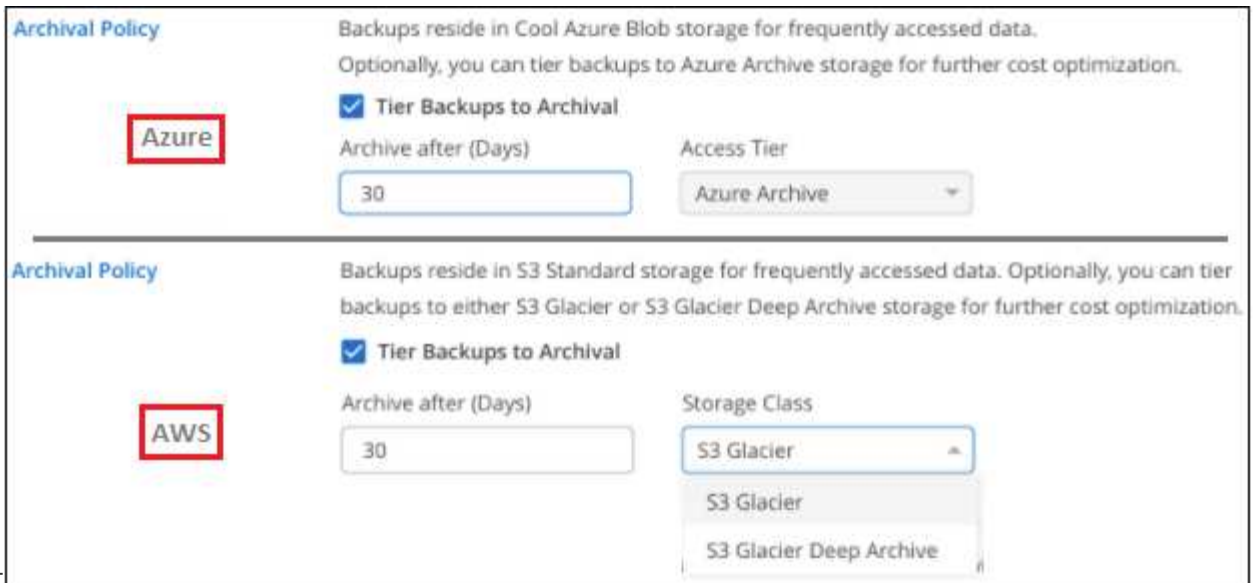 Archival Policy
Backups reside in Cool Azure Blob storage for frequently accessed data.
Optionally, you can tier backups to Azure Archive storage for further cost optimization.
Tier Backups to Archival
Azure
Archive after (Days)
Access Tier
30
Azure Archive
Archival Policy
Backups reside in S3 Standard storage for frequently accessed data. Optionally, you can tier
backups to either S3 Glacier or S3 Glacier Deep Archive storage for further cost optimization.
Tier Backups to Archival
Archive after (Days)
Storage Class
AWS
30
S3 Glacier
S3 Glacier
S3 Glacier Deep Archive